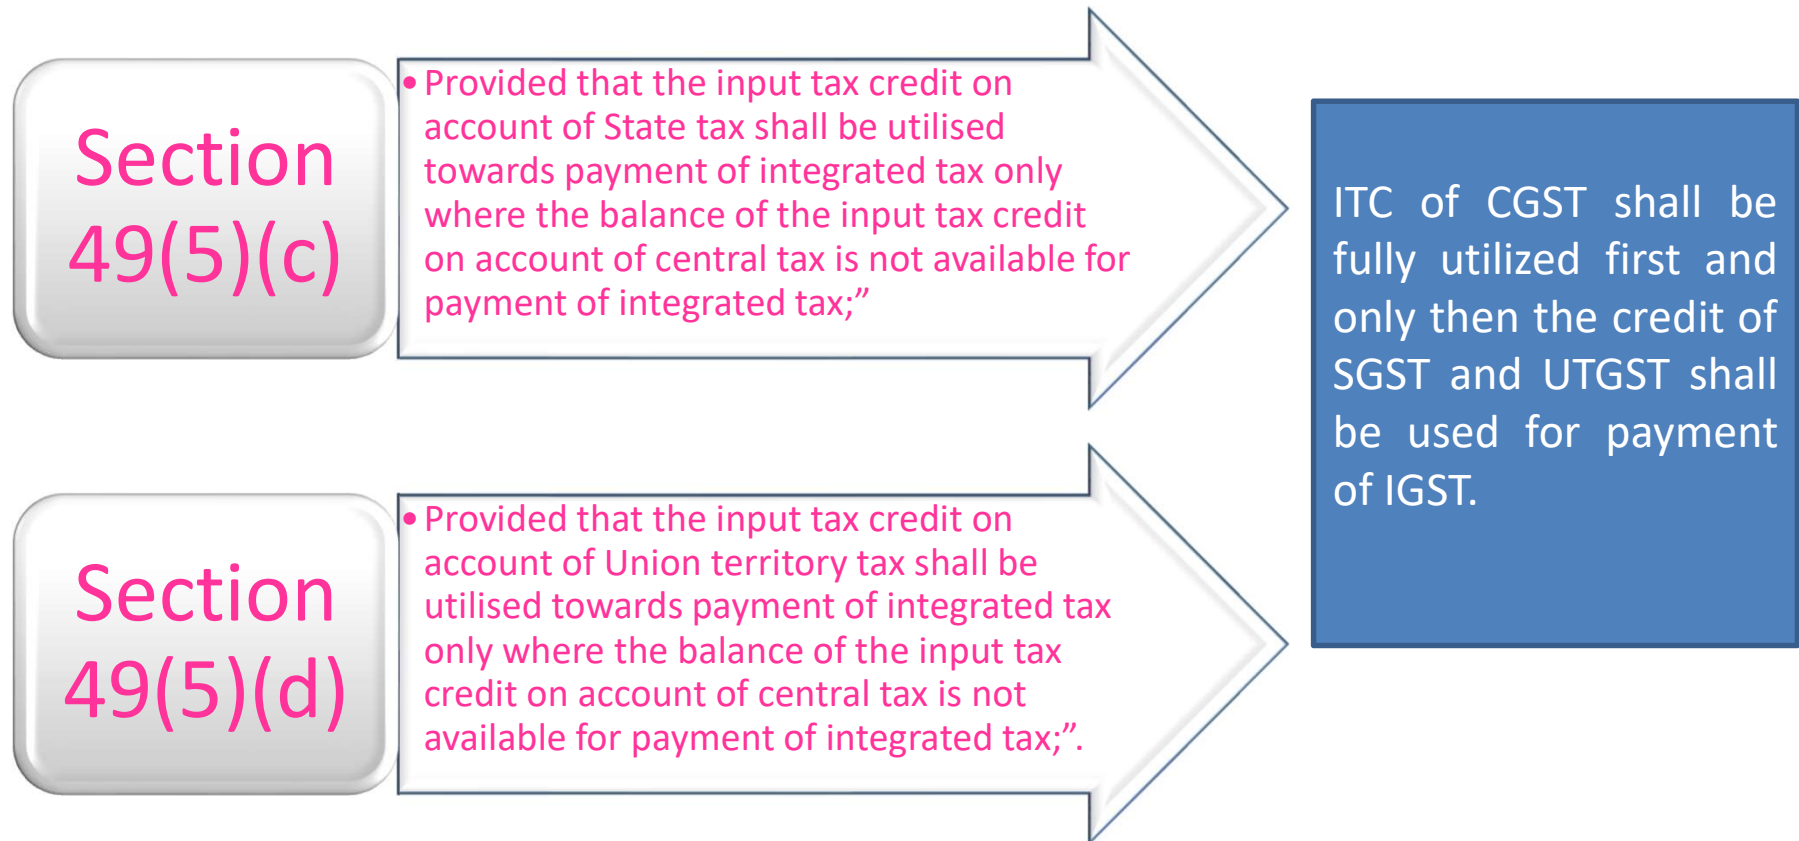 Section
49(5)(c)
• Provided that the input tax credit on
account of State tax shall be utilised
towards payment of integrated tax only
where the balance of the input tax credit
on account of central tax is not available for
payment of integrated tax;”
Section
49(5)(d)
• Provided that the input tax credit on
account of Union territory tax shall be
utilised towards payment of integrated tax
only where the balance of the input tax
credit on account of central tax is not
available for payment of integrated tax;”.
ITC of CGST shall be
fully utilized first and
only then the credit of
SGST and UTGST shall
be used for payment
of IGST.